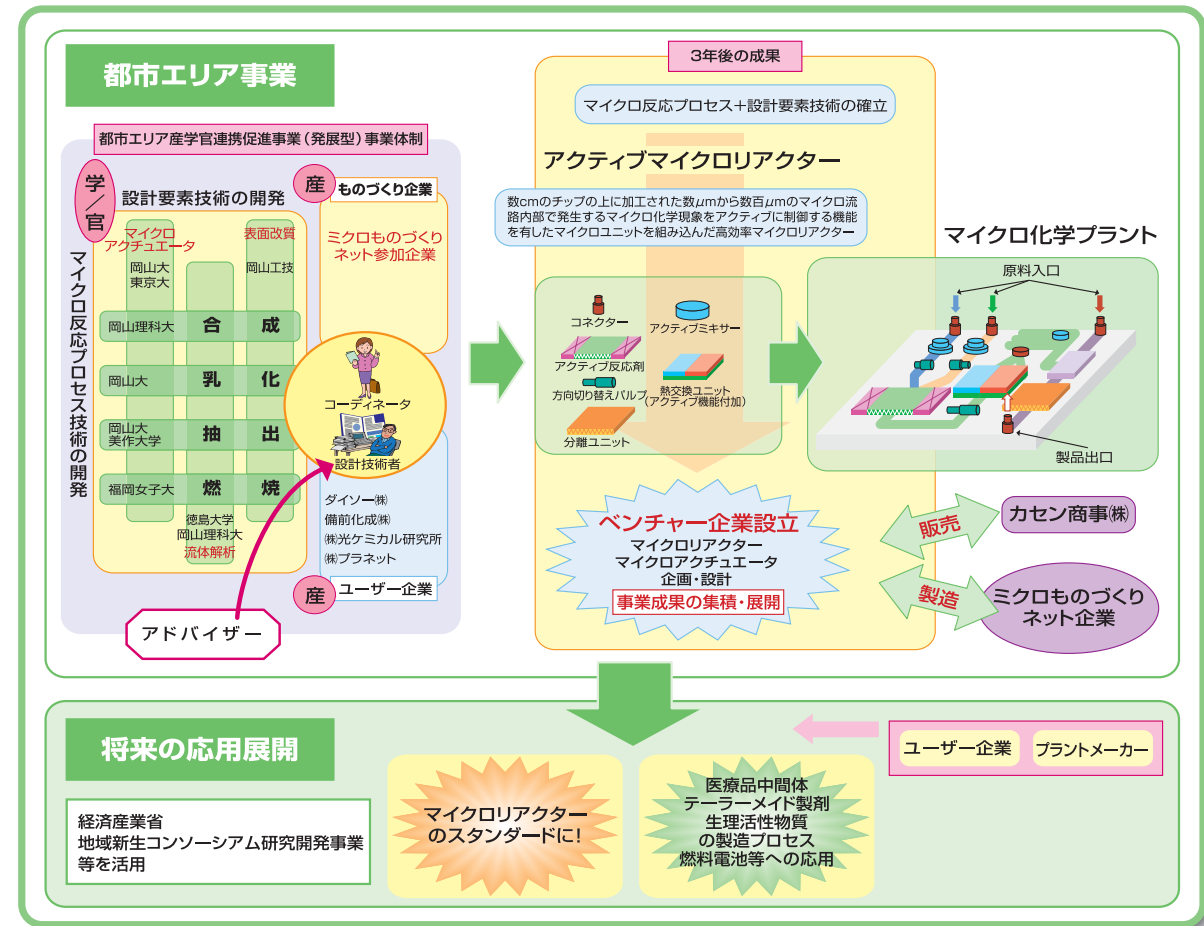 都市エリア事業
都市エリア産学官連携促進事業(発展型)事業体制
学/官
設計要素技術の開発
マイクロ反応プロセス技術の開発
マイクロ
アクチュエータ
岡山大
東京大
表面改質
岡山工技
岡山理科大
合成
岡山大
乳化
岡山大
美作大学
抽出
福岡女子大
燃焼
徳島大学
岡山理科大
流体解析
産
ものづくり企業
ミクロものづくり
ネット参加企業
コーディネータ
設計技術者
ダイソー㈱
備前化成㈱
㈱光ケミカル研究所
㈱プラネット
産
ユーザー企業
アドバイザー
3年後の成果
マイクロ反応プロセス+設計要素技術の確立
アクティブマイクロリアクター
数cmのチップの上に加工された数μmから数百μmのマイクロ流
路内部で発生するマイクロ化学現象をアクティブに制御する機能
を有したマイクロユニットを組み込んだ高効率マイクロリアクター
コネクター
アクティブミキサー
アクティブ反応剤
方向切り替えバルブ
熱交換ユニット
(アクティブ機能付加)
分離ユニット
マイクロ化学プラント
原料入口
製品出口
ベンチャー企業設立
マイクロリアクター
マイクロアクチュエータ
企画・設計
事業成果の集積・展開
販売
カセン商事㈱
製造
ミクロものづくり
ネット企業
将来の応用展開
経済産業省
地域新生コンソーシアム研究開発事業
等を活用
マイクロリアクター
のスタンダードに!
医療品中間体
テーラーメイド製剤
生理活性物質
の製造プロセス
燃料電池等への応用
ユーザー企業
プラントメーカー